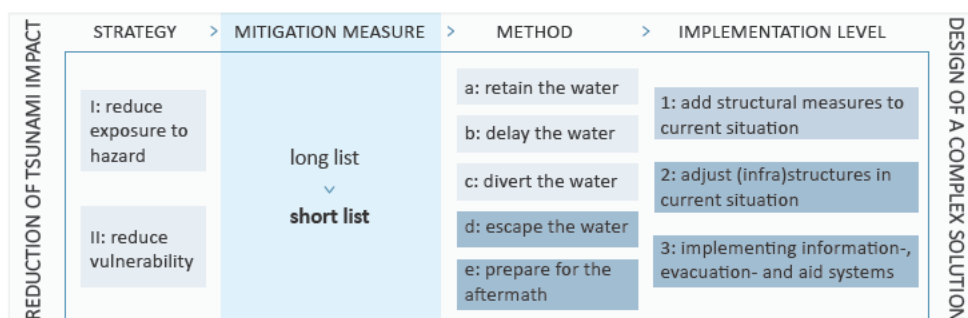 REDUCTION OF TSUNAMI IMPACT
STRATEGY > MITIGATION MEASURE > METHOD > IMPLEMENTATION LEVEL
I: reduce
exposure to
hazard
II: reduce
vulnerability
long list
short list
a: retain the water
b: delay the water
c: divert the water
d: escape the water
e: prepare for the
aftermath
1: add structural measures to
current situation
2: adjust (infra)structures in
current situation
3: implementing information-,
evacuation- and aid systems
DESIGN OF A COMPLEX SOLUTION